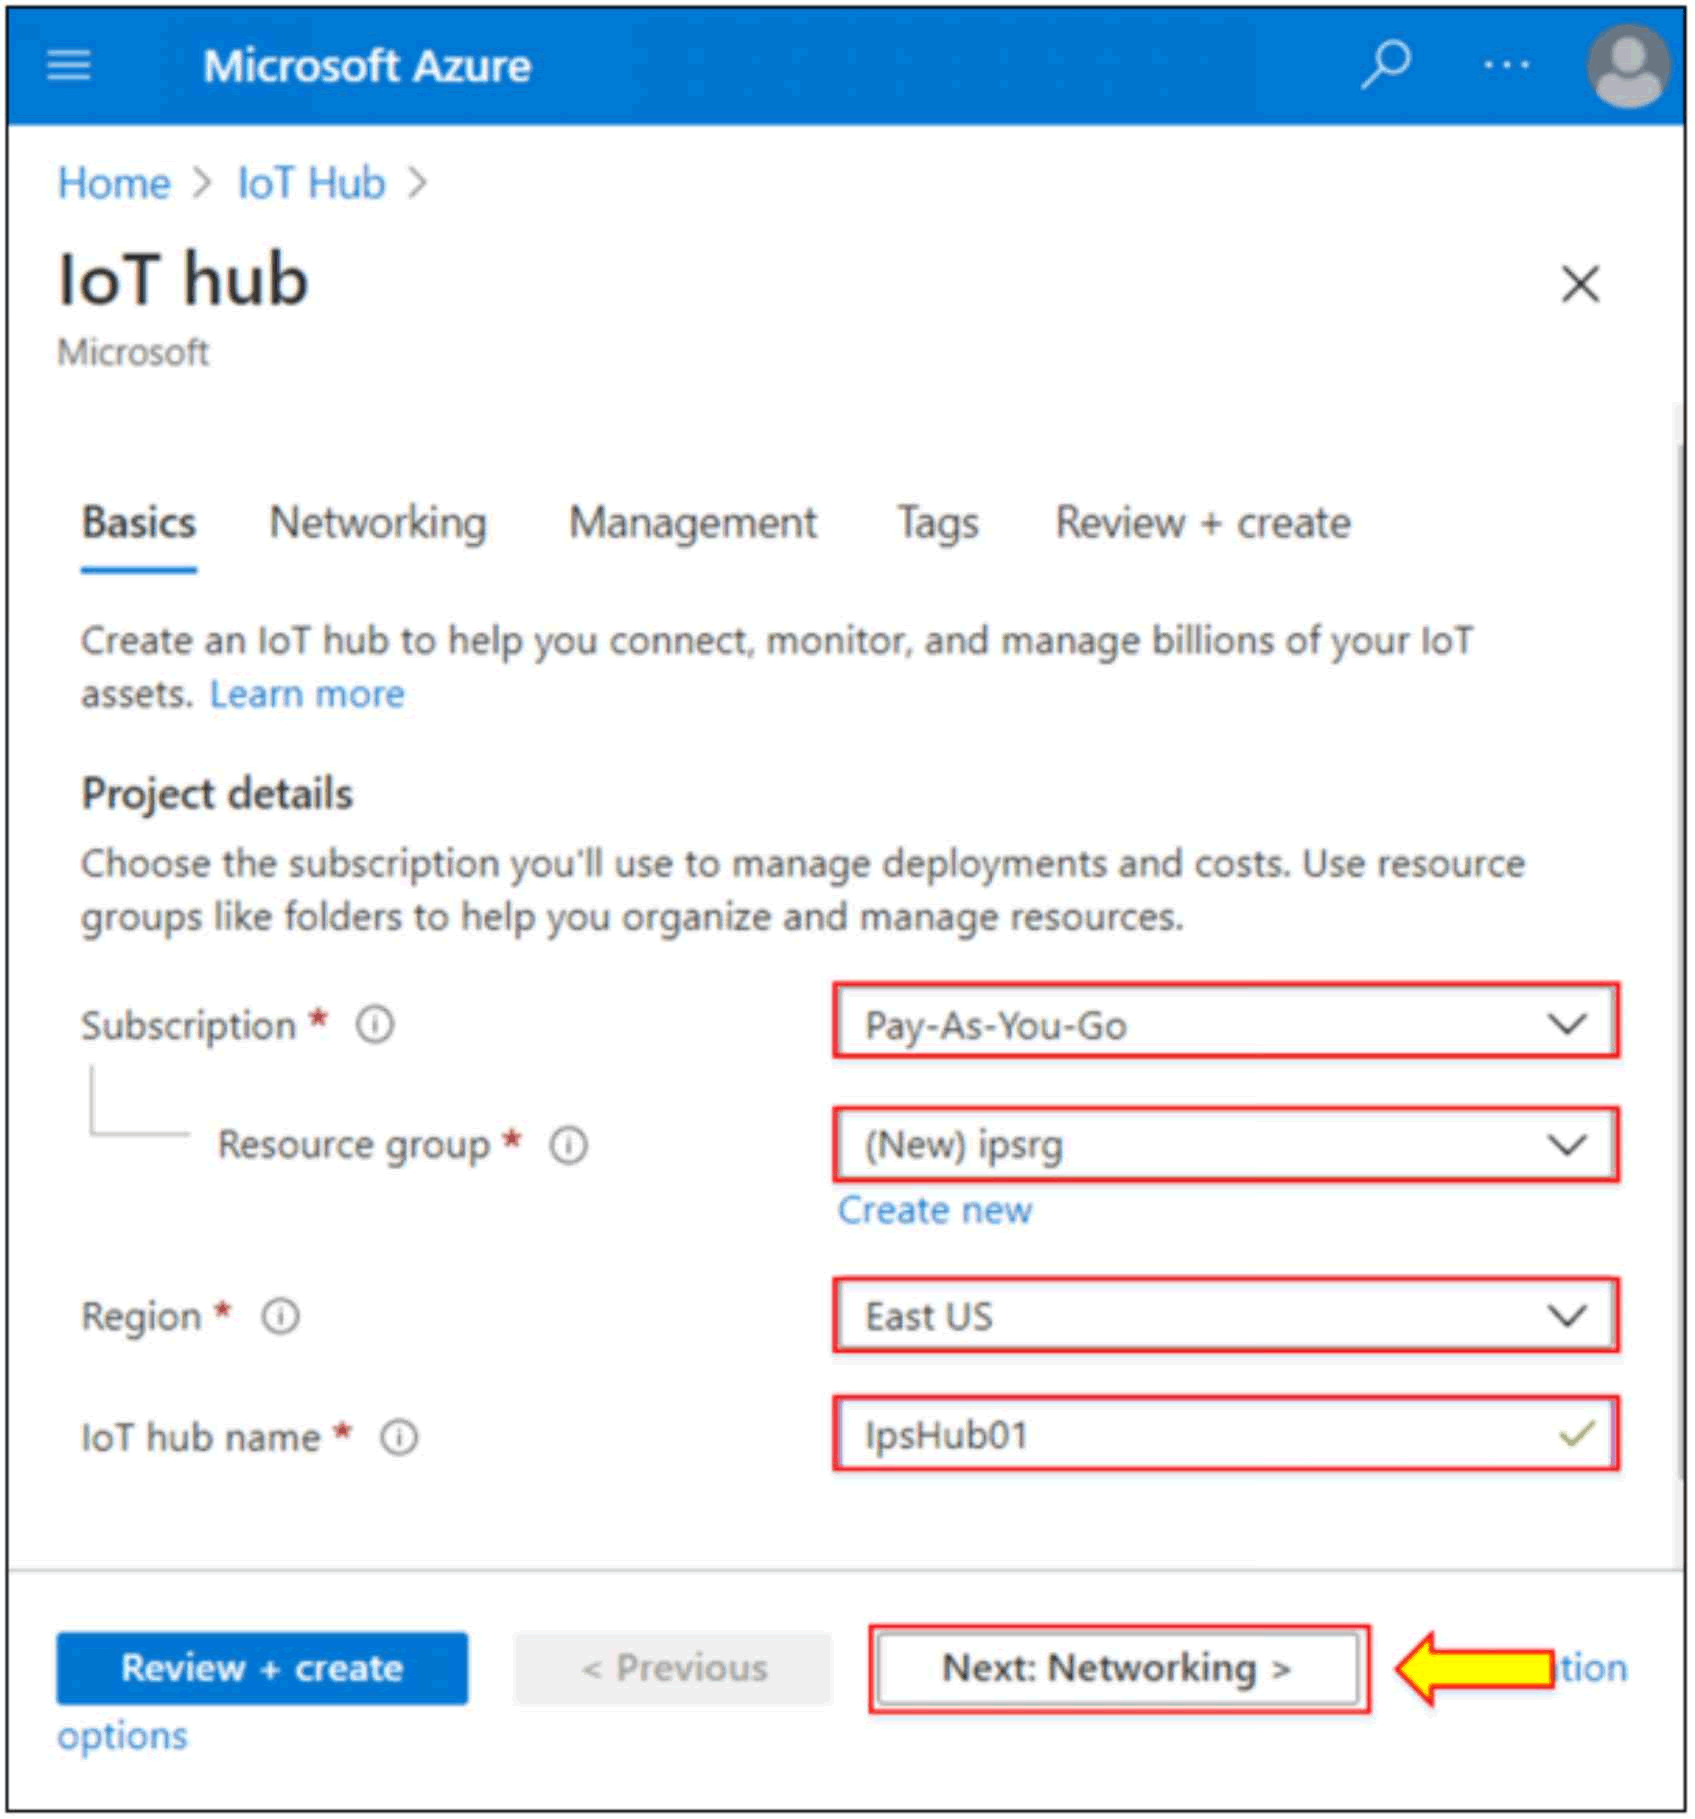 Microsoft Azure
Home > IoT Hub >
IoT hub
Microsoft
Basics Networking Management Tags Review + create
Create an IoT hub to help you connect, monitor, and manage billions of your IoT
assets. Learn more
Project details
Choose the subscription you'll use to manage deployments and costs. Use resource
groups like folders to help you organize and manage resources.
Subscription * Pay-As-You-Go
Resource group * (New) ipsrg
Create new
Region * East US
IoT hub name * IpsHub01
Review + create < Previous Next: Networking > tion
options